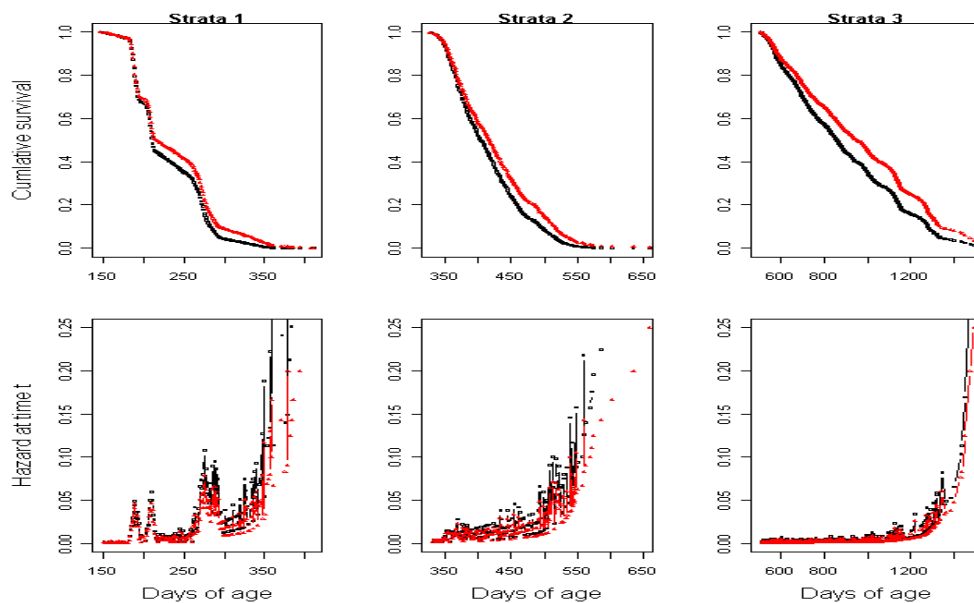 Strata 1
Strata 2
Strata 3
Cumlative survival
0.0 0.2 0.4 0.6 0.8 1.0
0.0 0.2 0.4 0.6 0.8 1.0
0.0 0.2 0.4 0.6 0.8 1.0
150 250 350
350 450 550 650
600 800 1200
Hazard at time t
0.00 0.05 0.10 0.15 0.20 0.25
0.00 0.05 0.10 0.15 0.20 0.25
0.00 0.05 0.10 0.15 0.20 0.25
150 250 350
350 450 550 650
600 800 1200
Days of age
Days of age
Days of age